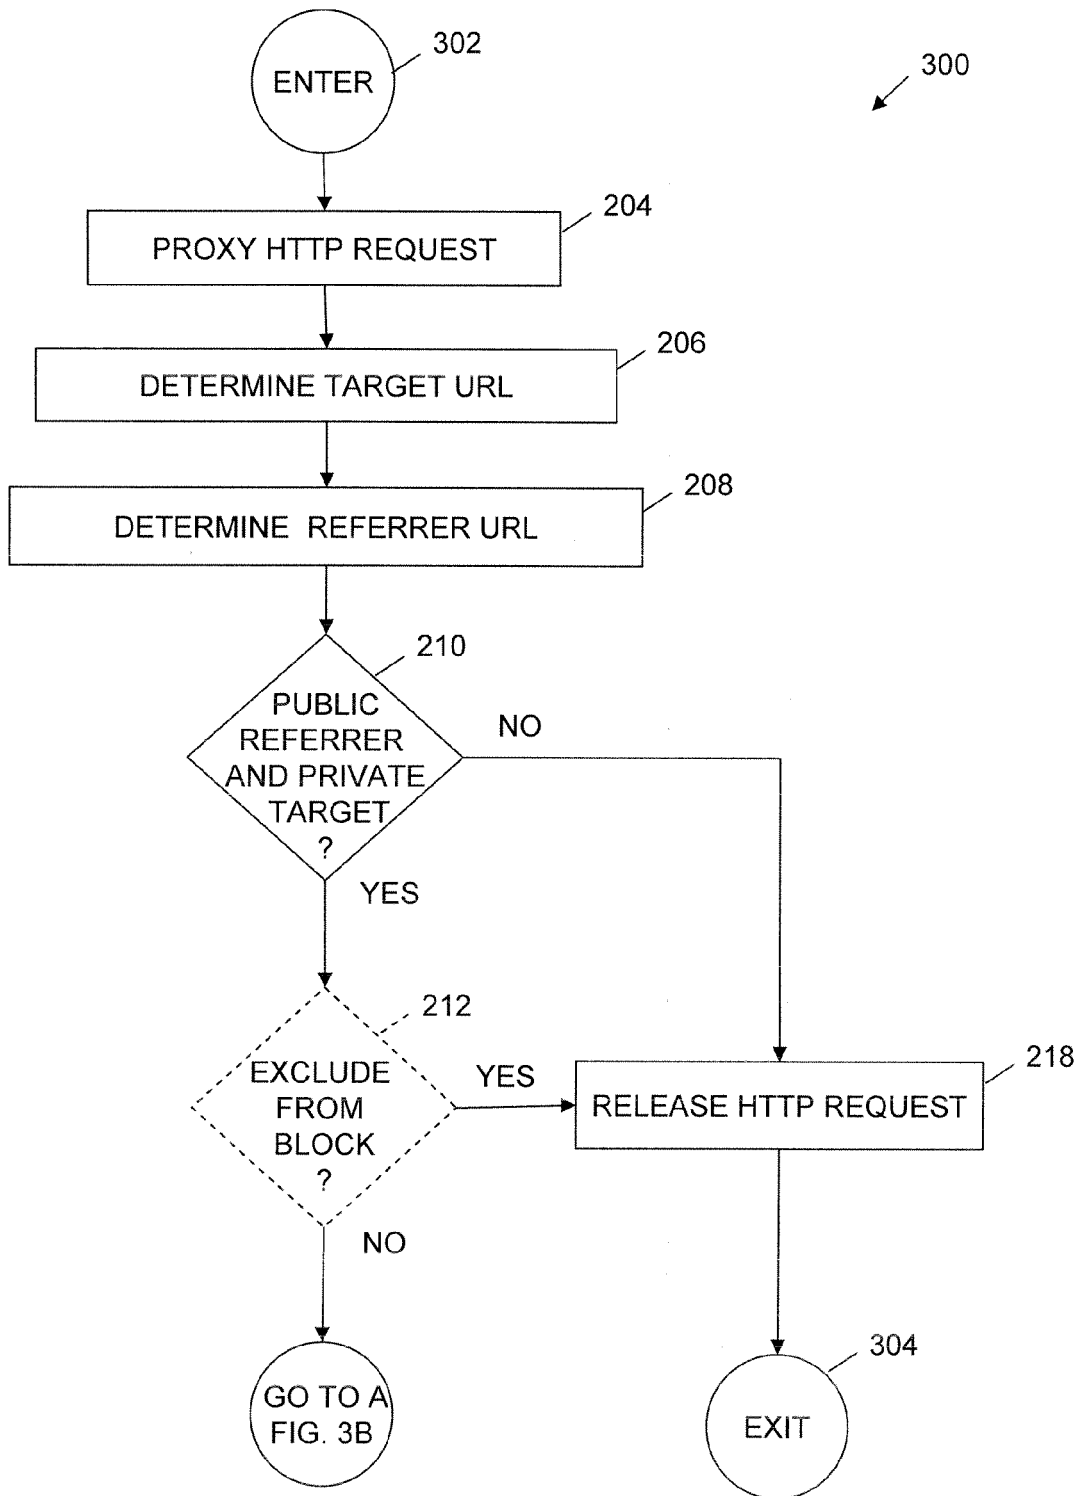 302
ENTER
300
204
PROXY HTTP REQUEST
206
DETERMINE TARGET URL
208
DETERMINE REFERRER URL
210
PUBLIC
REFERRER
AND PRIVATE
TARGET
?
NO
YES
212
EXCLUDE
FROM
BLOCK
?
YES
218
RELEASE HTTP REQUEST
NO
304
GO TO A
FIG. 3B
EXIT